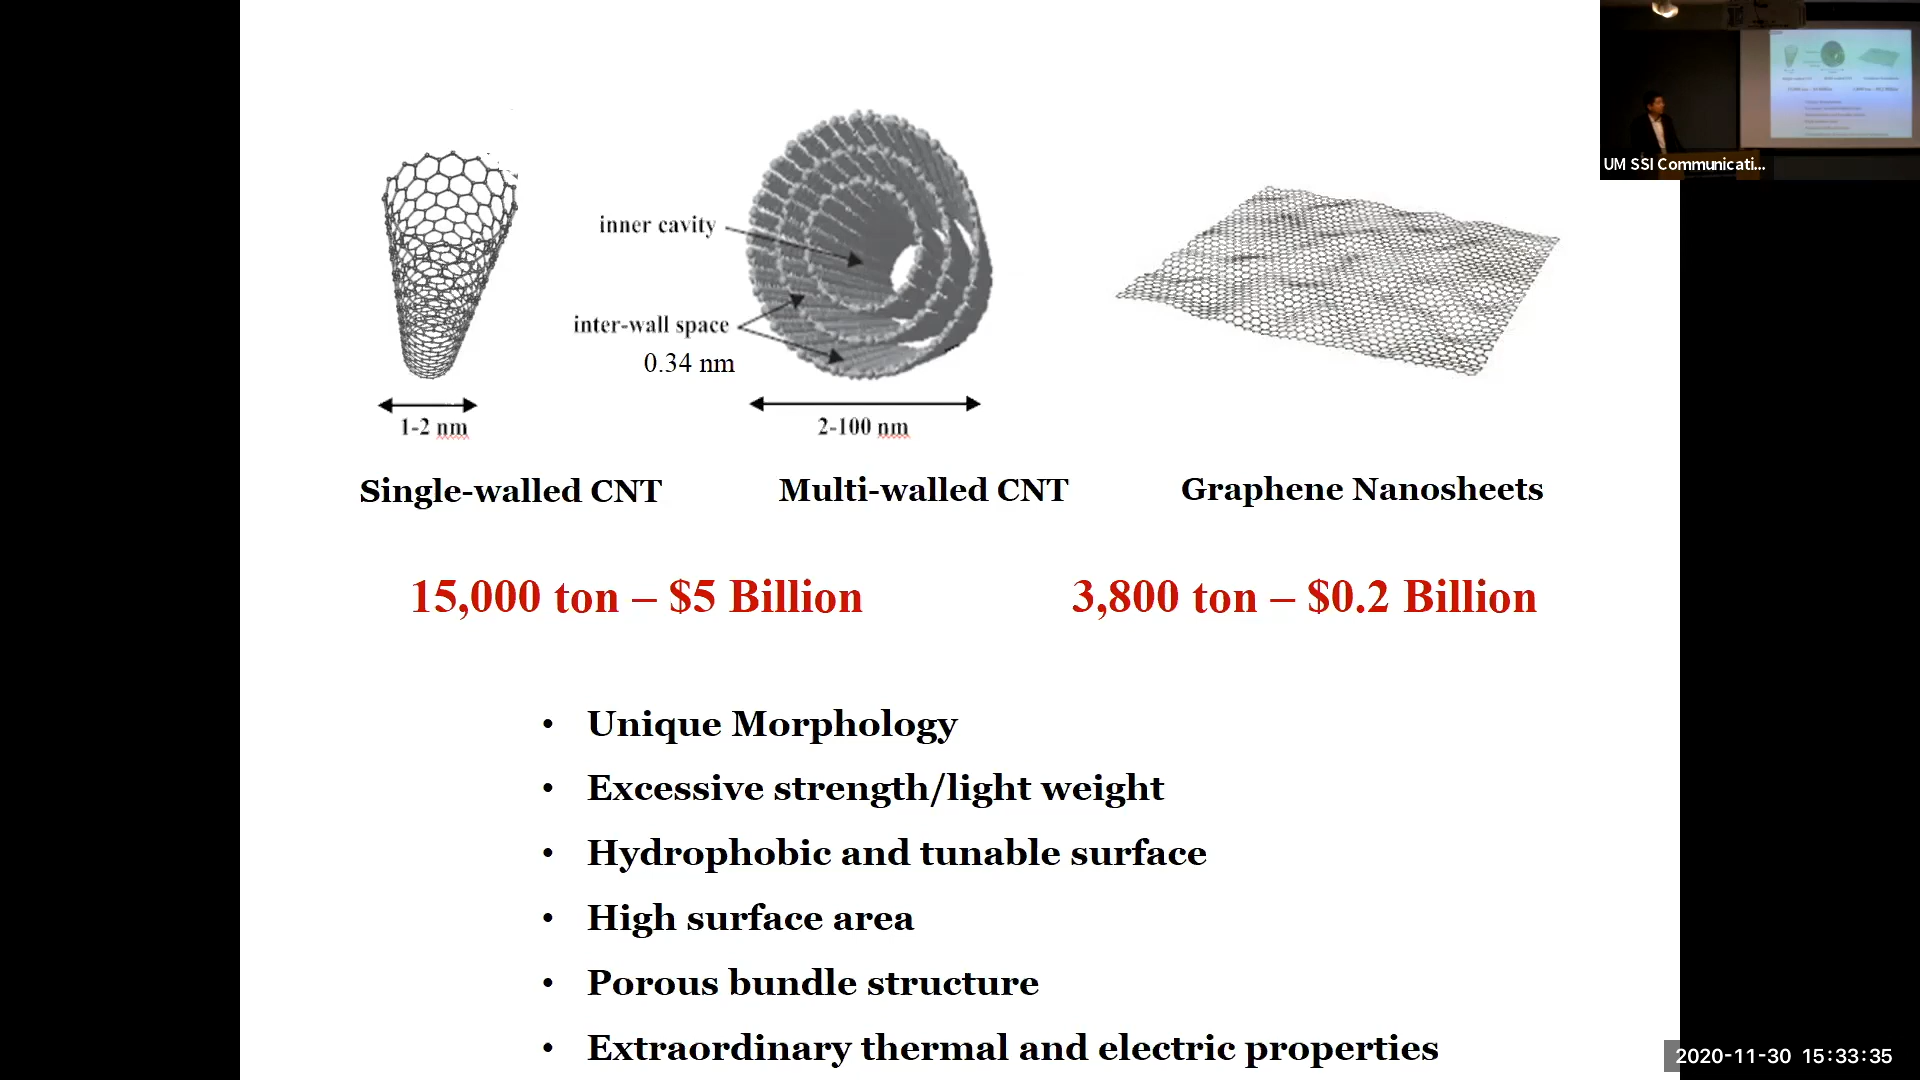 UM SSI Communicati...
inner cavity
inter-wall space
0.34 nm
1-2 nm
2-100 nm
Single-walled CNT
Multi-walled CNT
Graphene Nanosheets
15,000 ton – $5 Billion
3,800 ton – $0.2 Billion
• Unique Morphology
• Excessive strength/light weight
• Hydrophobic and tunable surface
• High surface area
• Porous bundle structure
• Extraordinary thermal and electric properties
2020-11-30 15:33:35